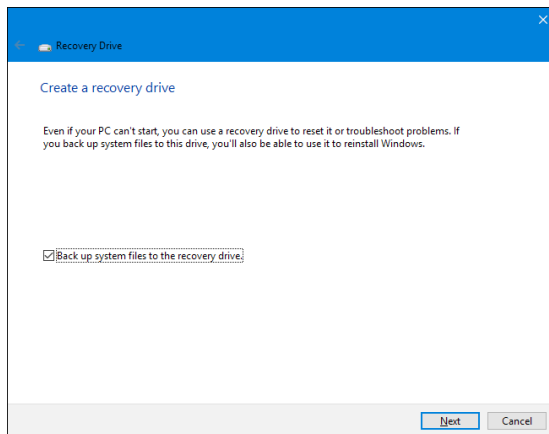 Recovery Drive
Create a recovery drive
Even if your PC can't start, you can use a recovery drive to reset it or troubleshoot problems. If
you back up system files to this drive, you'll also be able to use it to reinstall Windows.
Back up system files to the recovery drive.
Next Cancel